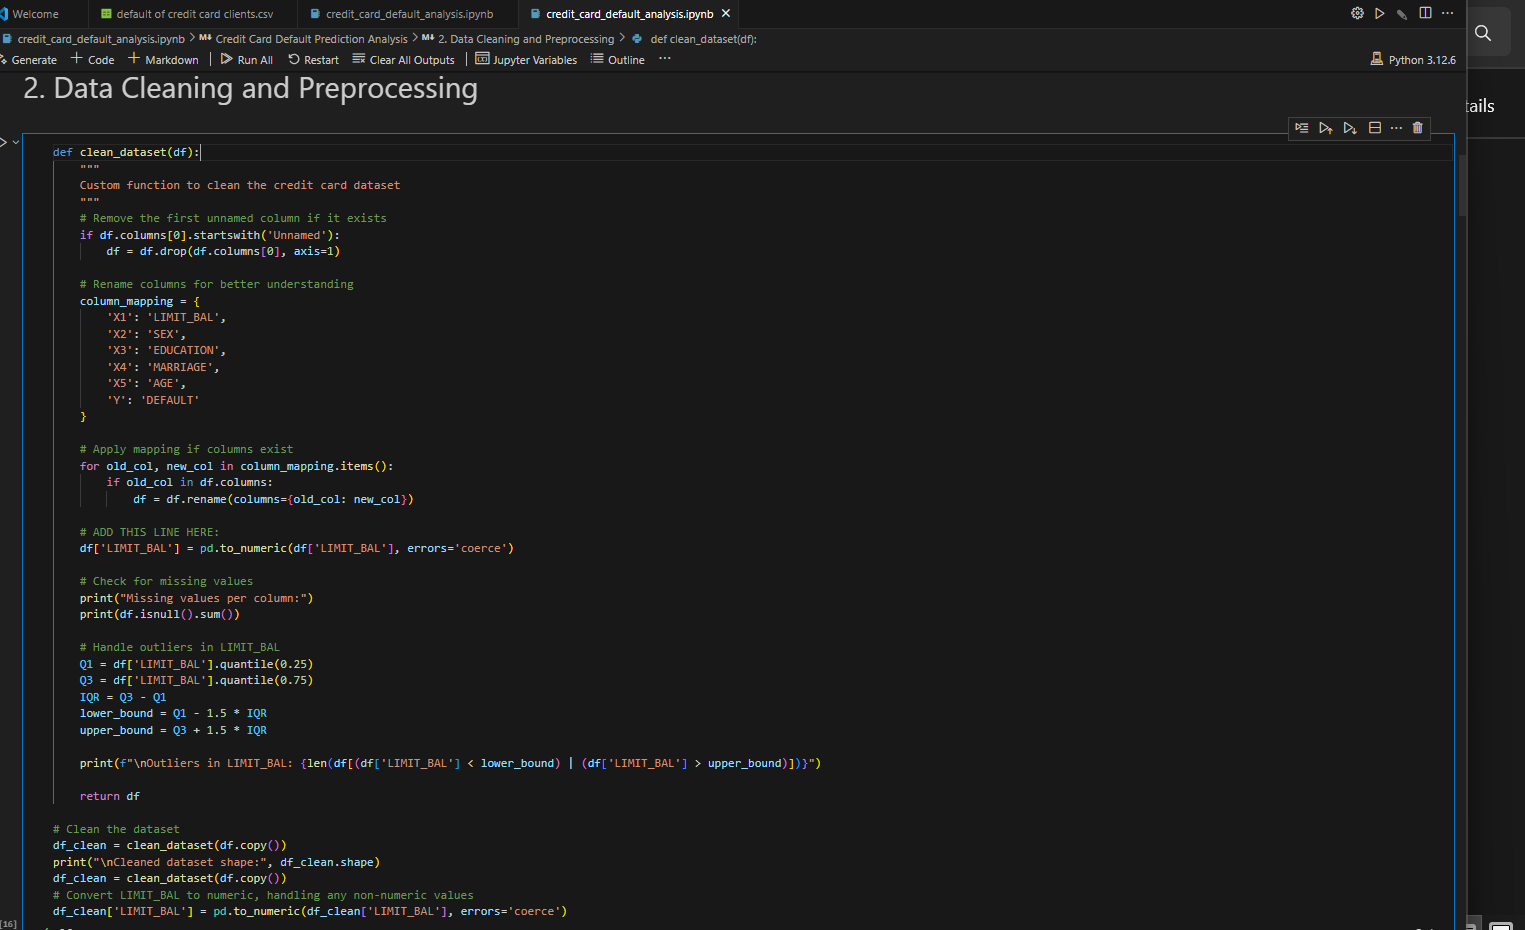 Welcome default of credit card clients.csv credit_card_default_analysis.ipynb credit_card_default_analysis.ipynb
credit_card_default_analysis.ipynb > M↓ Credit Card Default Prediction Analysis > M↓ 2. Data Cleaning and Preprocessing > def clean_dataset(df):
Generate + Code + Markdown | Run All Restart Clear All Outputs | Jupyter Variables Outline ··· Python 3.12.6
tails
2. Data Cleaning and Preprocessing
def clean_dataset(df):
"""
Custom function to clean the credit card dataset
"""
# Remove the first unnamed column if it exists
if df.columns[0].startswith('Unnamed'):
df = df.drop(df.columns[0], axis=1)
# Rename columns for better understanding
column_mapping = {
'X1': 'LIMIT_BAL',
'X2': 'SEX',
'X3': 'EDUCATION',
'X4': 'MARRIAGE',
'X5': 'AGE',
'Y': 'DEFAULT'
}
# Apply mapping if columns exist
for old_col, new_col in column_mapping.items():
if old_col in df.columns:
df = df.rename(columns={old_col: new_col})
# ADD THIS LINE HERE:
df['LIMIT_BAL'] = pd.to_numeric(df['LIMIT_BAL'], errors='coerce')
# Check for missing values
print("Missing values per column:")
print(df.isnull().sum())
# Handle outliers in LIMIT_BAL
Q1 = df['LIMIT_BAL'].quantile(0.25)
Q3 = df['LIMIT_BAL'].quantile(0.75)
IQR = Q3 - Q1
lower_bound = Q1 - 1.5 * IQR
upper_bound = Q3 + 1.5 * IQR
print(f"\nOutliers in LIMIT_BAL: {len(df[(df['LIMIT_BAL'] < lower_bound) | (df['LIMIT_BAL'] > upper_bound)])}")
return df
# Clean the dataset
df_clean = clean_dataset(df.copy())
print("\nCleaned dataset shape:", df_clean.shape)
df_clean = clean_dataset(df.copy())
# Convert LIMIT_BAL to numeric, handling any non-numeric values
df_clean['LIMIT_BAL'] = pd.to_numeric(df_clean['LIMIT_BAL'], errors='coerce')
[16]